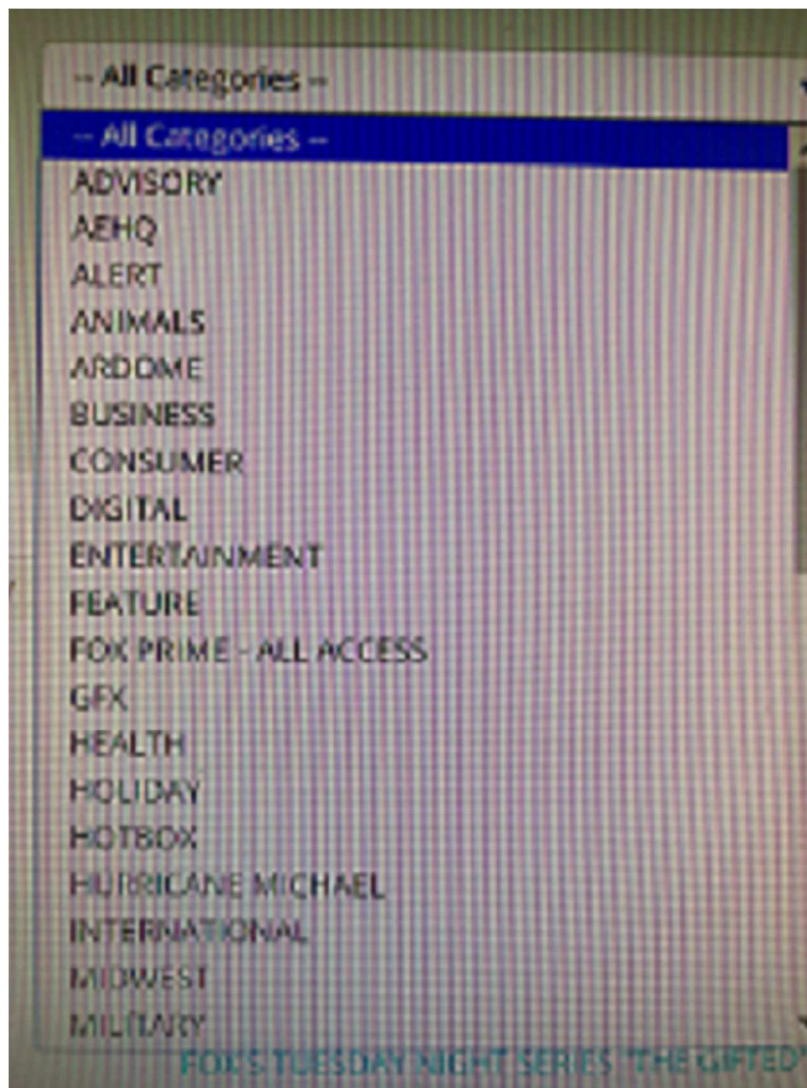 -- All Categories --
-- All Categories --
ADVISORY
AEHQ
ALERT
ANIMALS
ARDOME
BUSINESS
CONSUMER
DIGITAL
ENTERTAINMENT
FEATURE
FOX PRIME - ALL ACCESS
GFX
HEALTH
HOLIDAY
HOTBOX
HURRICANE MICHAEL
INTERNATIONAL
MIDWEST
MILITARY
FOX'S TUESDAY NIGHT SERIES "THE GIFTED"